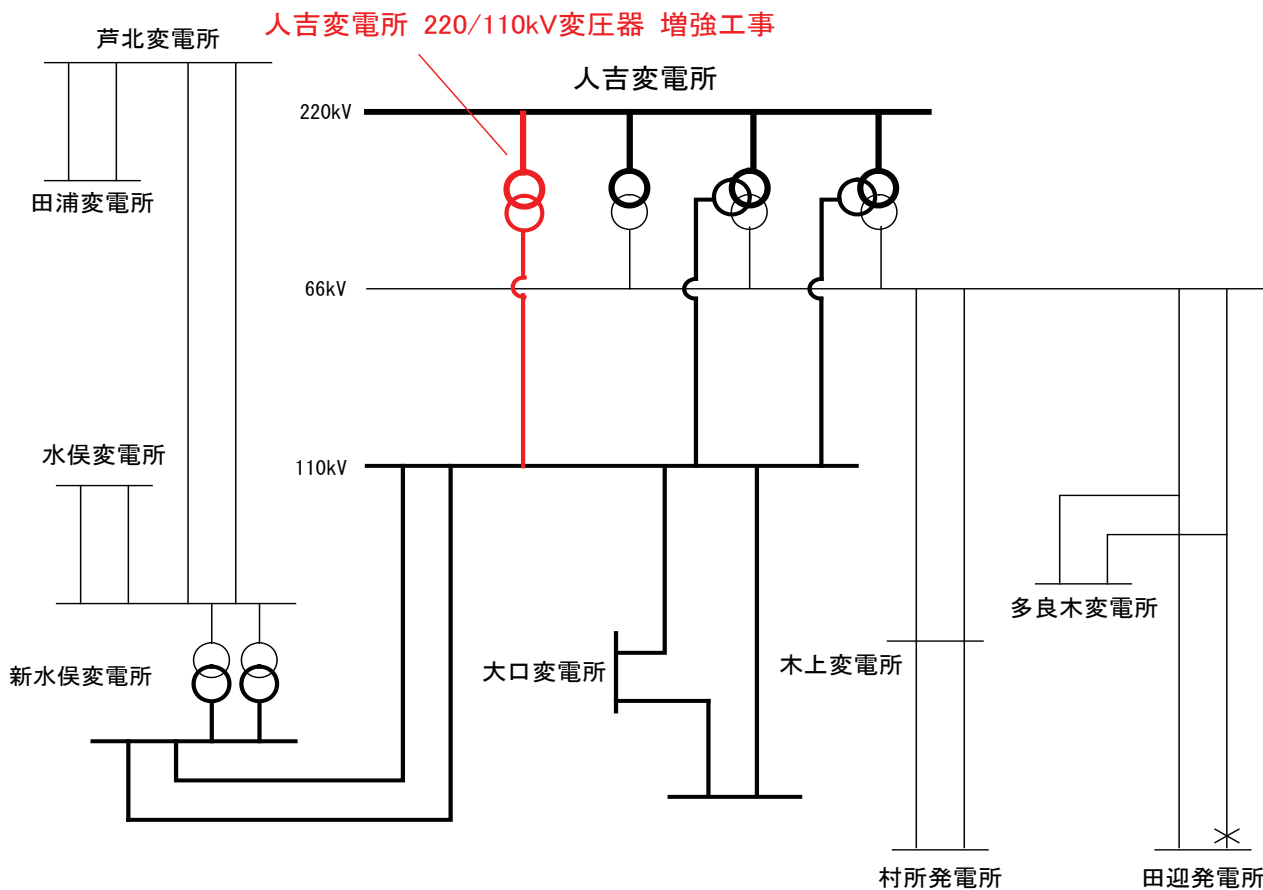 人吉変電所 220/110kV変圧器 増強工事
芦北変電所
人吉変電所
220kV
田浦変電所
66kV
水俣変電所
110kV
多良木変電所
新水俣変電所
大口変電所
木上変電所
村所発電所
田迎発電所